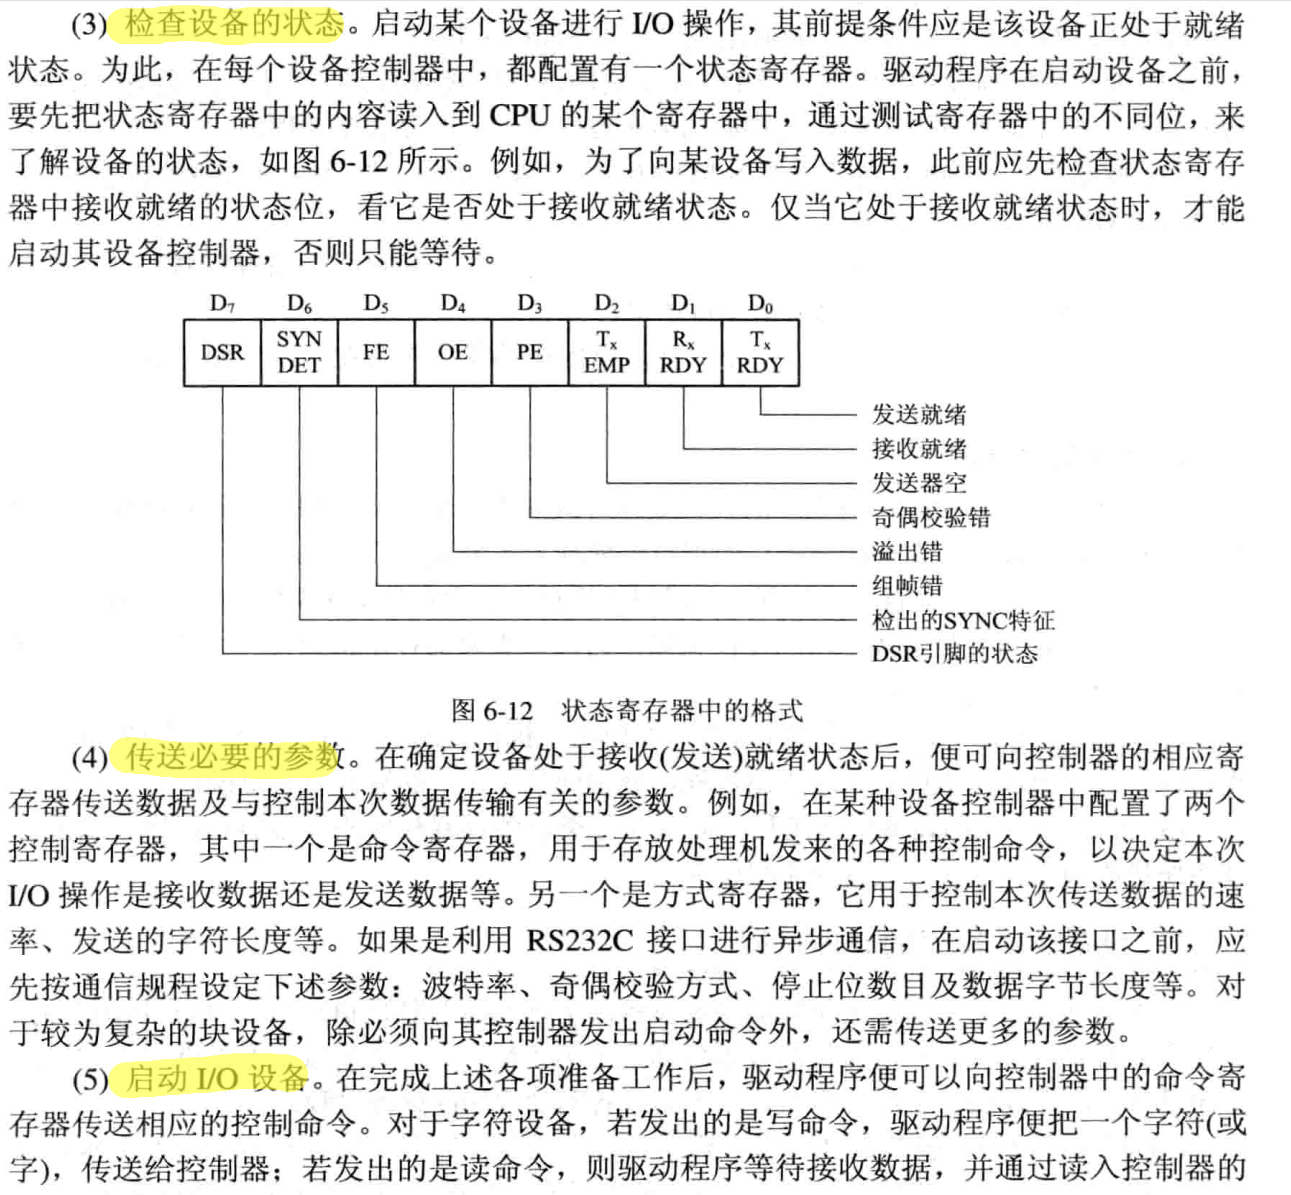 (3) 检查设备的状态。启动某个设备进行 I/O 操作，其前提条件应是该设备正处于就绪
状态。为此，在每个设备控制器中，都配置有一个状态寄存器。驱动程序在启动设备之前，
要先把状态寄存器中的内容读入到 CPU 的某个寄存器中，通过测试寄存器中的不同位，来
了解设备的状态，如图 6-12 所示。例如，为了向某设备写入数据，此前应先检查状态寄存
器中接收就绪的状态位，看它是否处于接收就绪状态。仅当它处于接收就绪状态时，才能
启动其设备控制器，否则只能等待。
D₇ D₆ D₅ D₄ D₃ D₂ D₁ D₀
DSR SYN DET FE OE PE Tₓ EMP Rₓ RDY Tₓ RDY
发送就绪
接收就绪
发送器空
奇偶校验错
溢出错
组帧错
检出的SYNC特征
DSR引脚的状态
图 6-12 状态寄存器中的格式
(4) 传送必要的参数。在确定设备处于接收(发送)就绪状态后，便可向控制器的相应寄
存器传送数据及与控制本次数据传输有关的参数。例如，在某种设备控制器中配置了两个
控制寄存器，其中一个是命令寄存器，用于存放处理机发来的各种控制命令，以决定本次
I/O 操作是接收数据还是发送数据等。另一个是方式寄存器，它用于控制本次传送数据的速
率、发送的字符长度等。如果是利用 RS232C 接口进行异步通信，在启动该接口之前，应
先按通信规程设定下述参数：波特率、奇偶校验方式、停止位数目及数据字节长度等。对
于较为复杂的块设备，除必须向其控制器发出启动命令外，还需传送更多的参数。
(5) 启动 I/O 设备。在完成上述各项准备工作后，驱动程序便可以向控制器中的命令寄
存器传送相应的控制命令。对于字符设备，若发出的是写命令，驱动程序便把一个字符(或
字)，传送给控制器；若发出的是读命令，则驱动程序等待接收数据，并通过读入控制器的